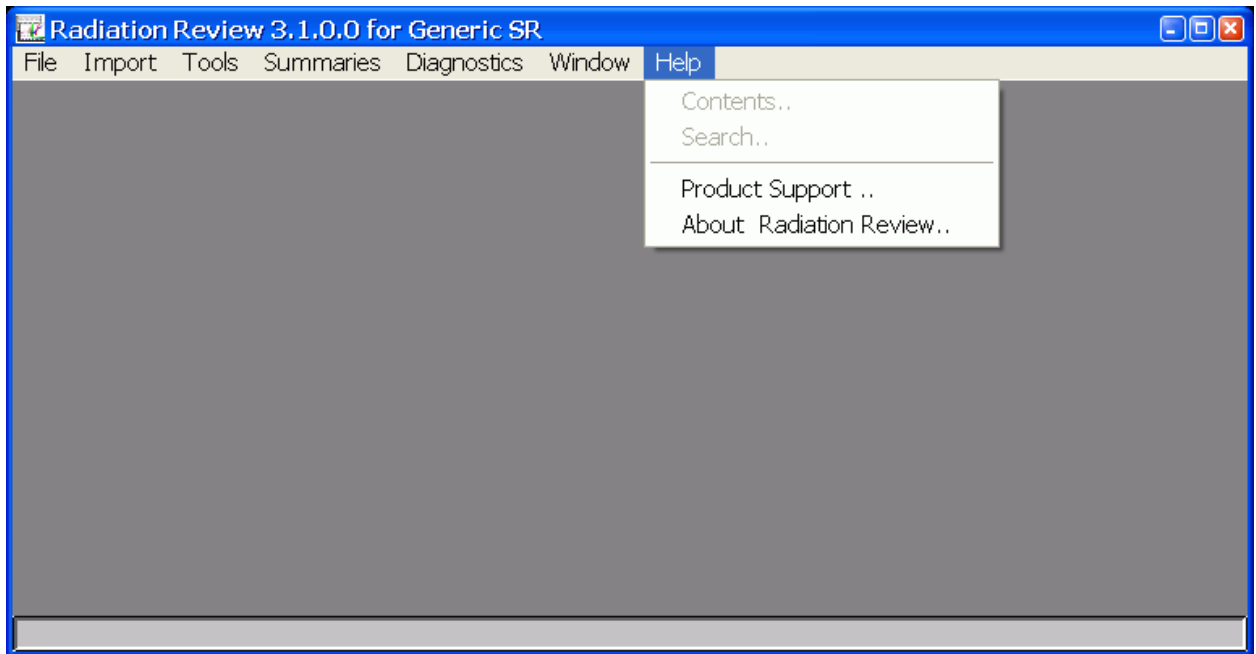 Radiation Review 3.1.0.0 for Generic SR
File Import Tools Summaries Diagnostics Window Help
Contents..
Search..
Product Support ..
About Radiation Review..